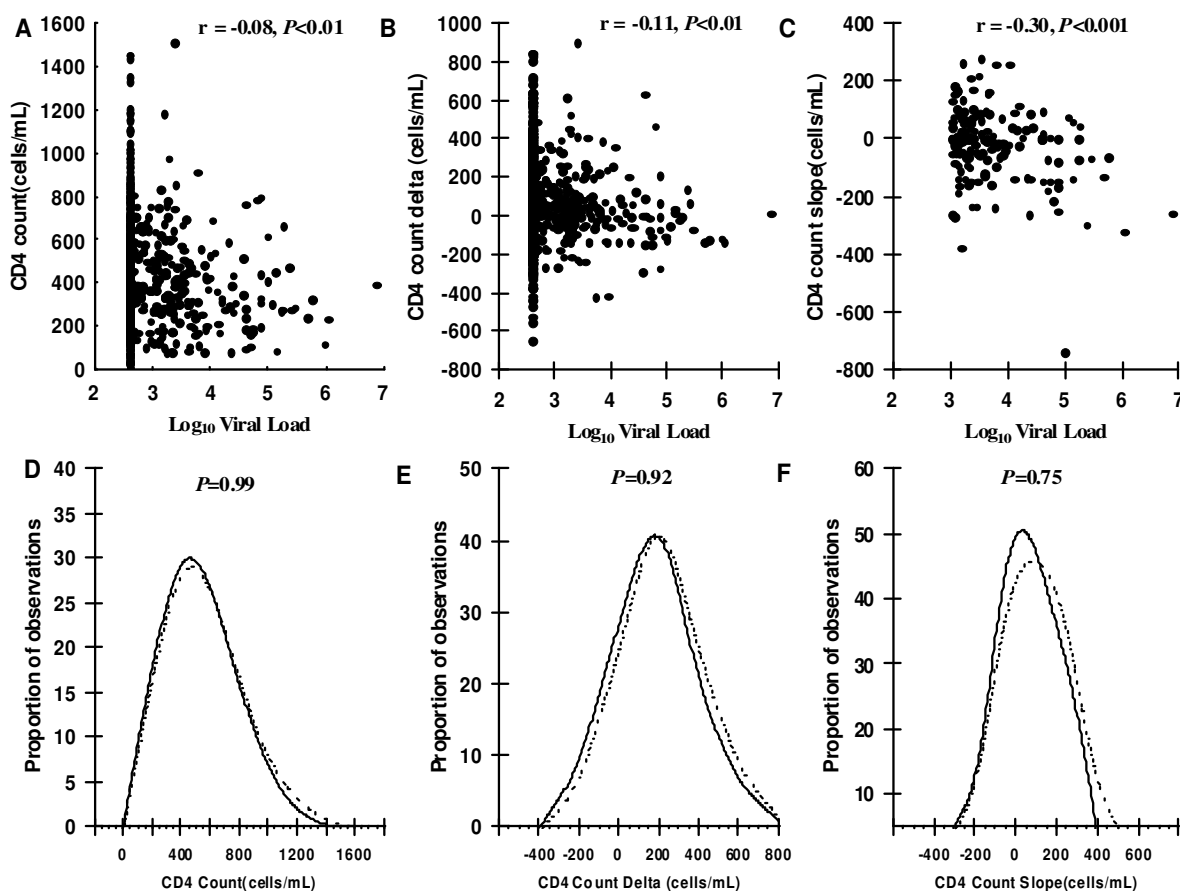 A
r = -0.08, P<0.01
CD4 count(cells/mL)
1600
1400
1200
1000
800
600
400
200
0
2 3 4 5 6 7
Log10 Viral Load
B
r = -0.11, P<0.01
CD4 count delta (cells/mL)
1000
800
600
400
200
0
-200
-400
-600
-800
2 3 4 5 6 7
Log10 Viral Load
C
r = -0.30, P<0.001
CD4 count slope(cells/mL)
400
200
0
-200
-400
-600
-800
2 3 4 5 6 7
Log10 Viral Load
D
P=0.99
Proportion of observations
40
35
30
25
20
15
10
5
0
0 400 800 1200 1600
CD4 Count(cells/mL)
E
P=0.92
Proportion of observations
50
40
30
20
10
0
-400 -200 0 200 400 600 800
CD4 Count Delta (cells/mL)
F
P=0.75
Proportion of observations
60
50
40
30
20
10
-400 -200 0 200 400 600
CD4 Count Slope(cells/mL)